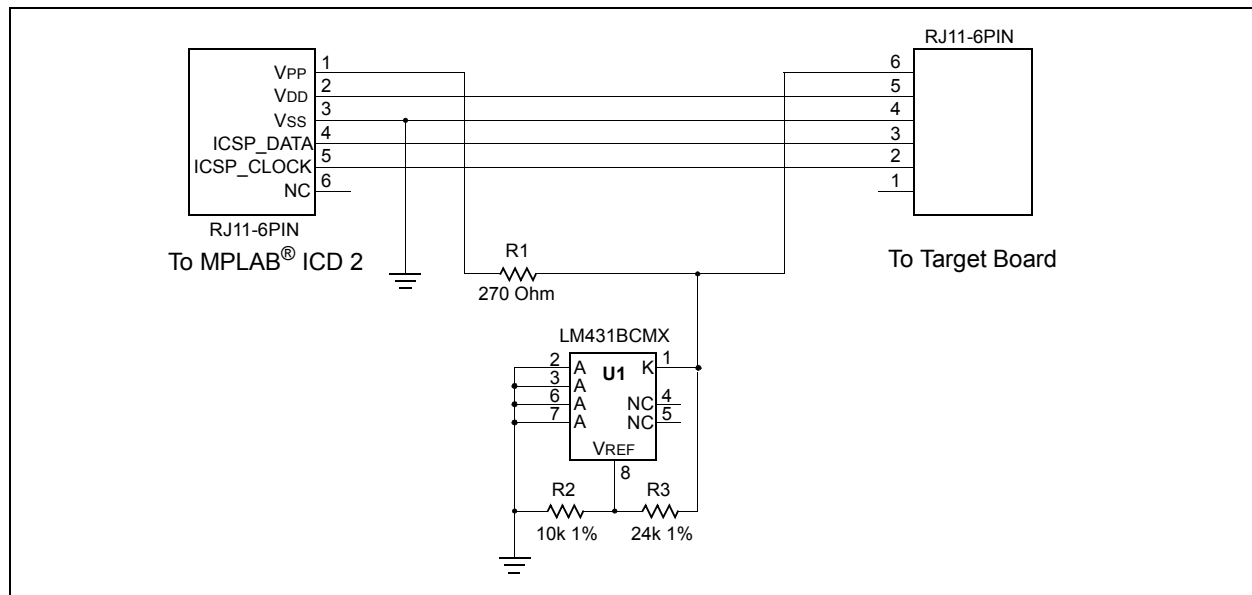 RJ11-6PIN
VPP 1
VDD 2
VSS 3
ICSP_DATA 4
ICSP_CLOCK 5
NC 6
RJ11-6PIN
To MPLAB® ICD 2
6
5
4
3
2
1
To Target Board
R1
270 Ohm
LM431BCMX
2 A U1 K 1
3 A
6 A NC 4
7 A NC 5
VREF
8
R2 R3
10k 1% 24k 1%